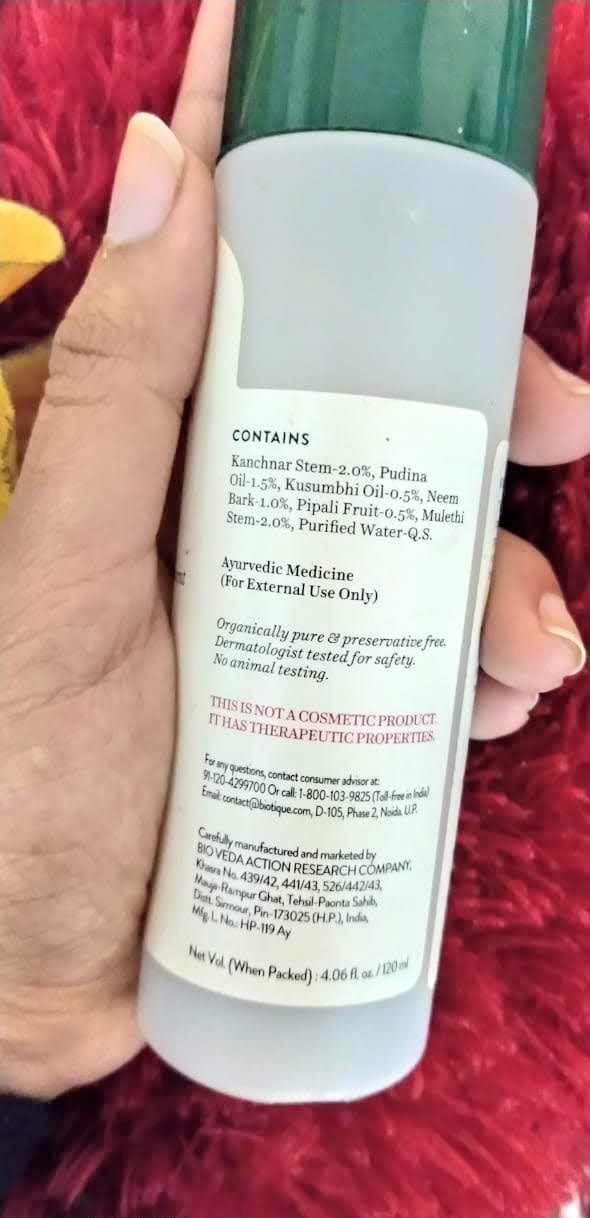 CONTAINS
Kanchnar Stem-2.0%, Pudina
Oil-1.5%, Kusumbhi Oil-0.5%, Neem
Bark-1.0%, Pipali Fruit-0.5%, Mulethi
Stem-2.0%, Purified Water-Q.S.
Ayurvedic Medicine
(For External Use Only)
Organically pure & preservative free.
Dermatologist tested for safety.
No animal testing.
THIS IS NOT A COSMETIC PRODUCT.
IT HAS THERAPEUTIC PROPERTIES.
For any questions, contact consumer advisor at:
91-120-4299700 Or call: 1-800-103-9825 (Toll-free in India)
Email: contact@biotique.com, D-105, Phase 2, Noida. U.P.
Carefully manufactured and marketed by
BIO VEDA ACTION RESEARCH COMPANY,
Khasra No. 439/42, 441/43, 526/442/43,
Mauja-Rampur Ghat, Tehsil-Paonta Sahib,
Distt. Sirmour, Pin-173025 (H.P.), India,
Mfg. L. No.: HP-119 Ay
Net Vol. (When Packed) : 4.06 fl. oz. / 120 ml